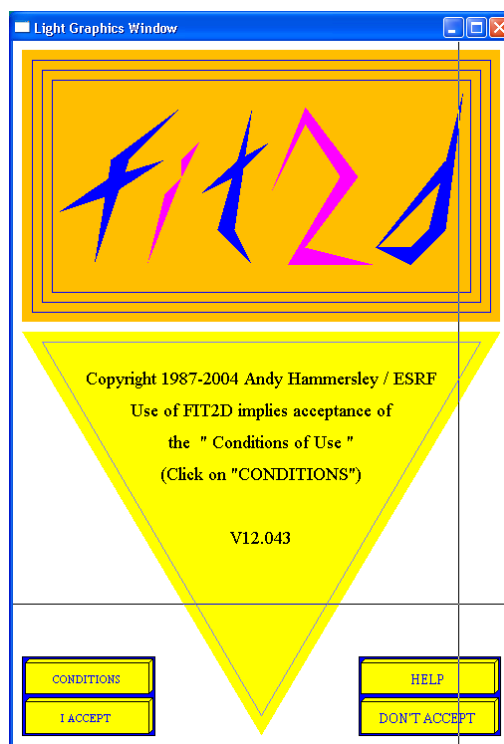 Light Graphics Window
fit2d
Copyright 1987-2004 Andy Hammersley / ESRF
Use of FIT2D implies acceptance of
the " Conditions of Use "
(Click on "CONDITIONS")
V12.043
CONDITIONS
HELP
I ACCEPT
DON'T ACCEPT